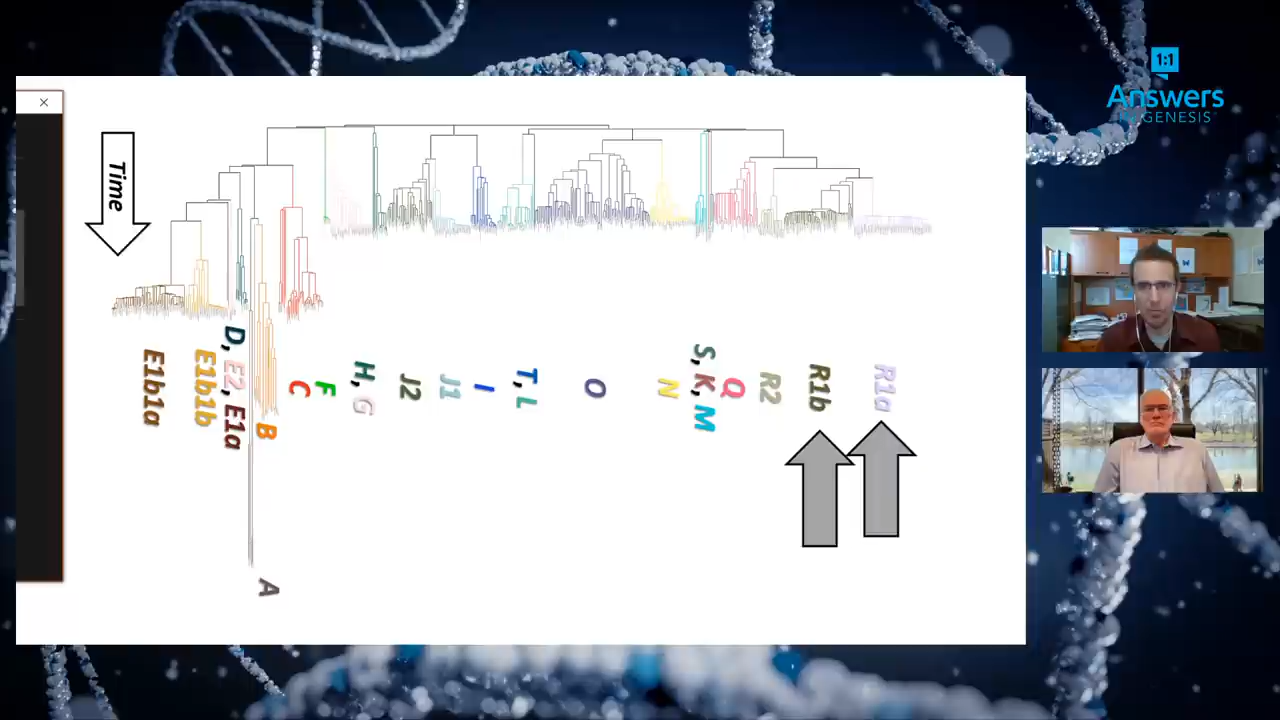 1:1
Answers
IN GENESIS
×
Time
E1b1a
E1b1b
D, E2, E1a
B
A
C
F
H, G
J2
J1
I
T, L
O
N
S, K, M
Q
R2
R1b
R1a